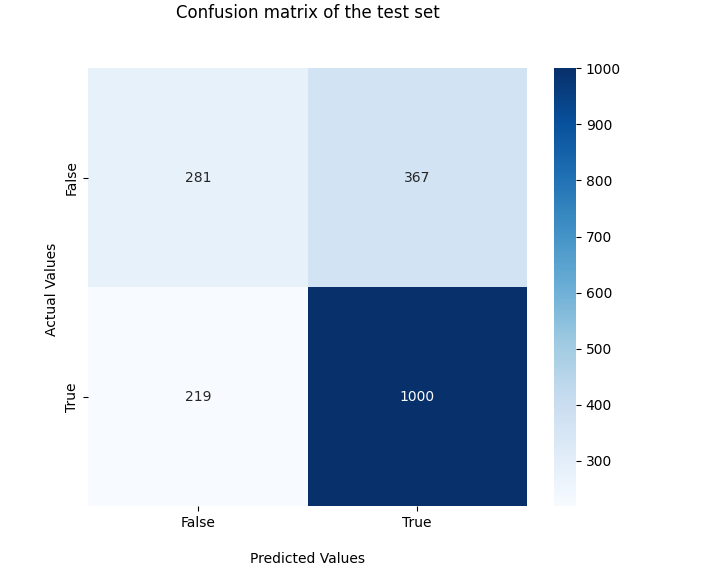 Confusion matrix of the test set
1000
900
800
700
600
500
400
300
False
281
367
Actual Values
True
219
1000
False
True
Predicted Values